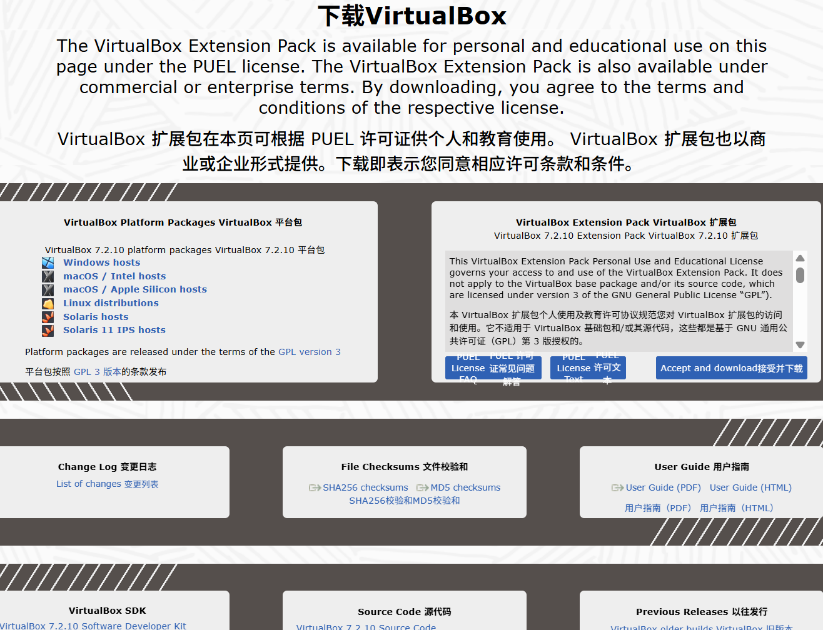 下载VirtualBox
The VirtualBox Extension Pack is available for personal and educational use on this
page under the PUEL license. The VirtualBox Extension Pack is also available under
commercial or enterprise terms. By downloading, you agree to the terms and
conditions of the respective license.
VirtualBox 扩展包在本页可根据 PUEL 许可证供个人和教育使用。 VirtualBox 扩展包也以商
业或企业形式提供。下载即表示您同意相应许可条款和条件。
VirtualBox Platform Packages VirtualBox 平台包
VirtualBox 7.2.10 platform packages VirtualBox 7.2.10 平台包
Windows hosts
macOS / Intel hosts
macOS / Apple Silicon hosts
Linux distributions
Solaris hosts
Solaris 11 IPS hosts
Platform packages are released under the terms of the GPL version 3
平台包按照 GPL 3 版本的条款发布
VirtualBox Extension Pack VirtualBox 扩展包
VirtualBox 7.2.10 Extension Pack VirtualBox 7.2.10 扩展包
This VirtualBox Extension Pack Personal Use and Educational License
governs your access to and use of the VirtualBox Extension Pack. It does
not apply to the VirtualBox base package and/or its source code, which
are licensed under version 3 of the GNU General Public License “GPL”).
本 VirtualBox 扩展包个人使用及教育许可协议规范您对 VirtualBox 扩展包的访问
和使用。它不适用于 VirtualBox 基础包和/或其源代码，这些都是基于 GNU 通用公
共许可证（GPL）第 3 版授权的。
PUEL License FAQ
PUEL 许可证常见问题解答
PUEL License Text
PUEL 许可文本
Accept and download接受并下载
Change Log 变更日志
List of changes 变更列表
File Checksums 文件校验和
SHA256 checksums MD5 checksums
SHA256校验和MD5校验和
User Guide 用户指南
User Guide (PDF) User Guide (HTML)
用户指南（PDF） 用户指南（HTML）
VirtualBox SDK
VirtualBox 7.2.10 Software Developer Kit
Source Code 源代码
VirtualBox 7.2.10 Source Code
Previous Releases 以往发行
VirtualBox older builds VirtualBox 旧版本